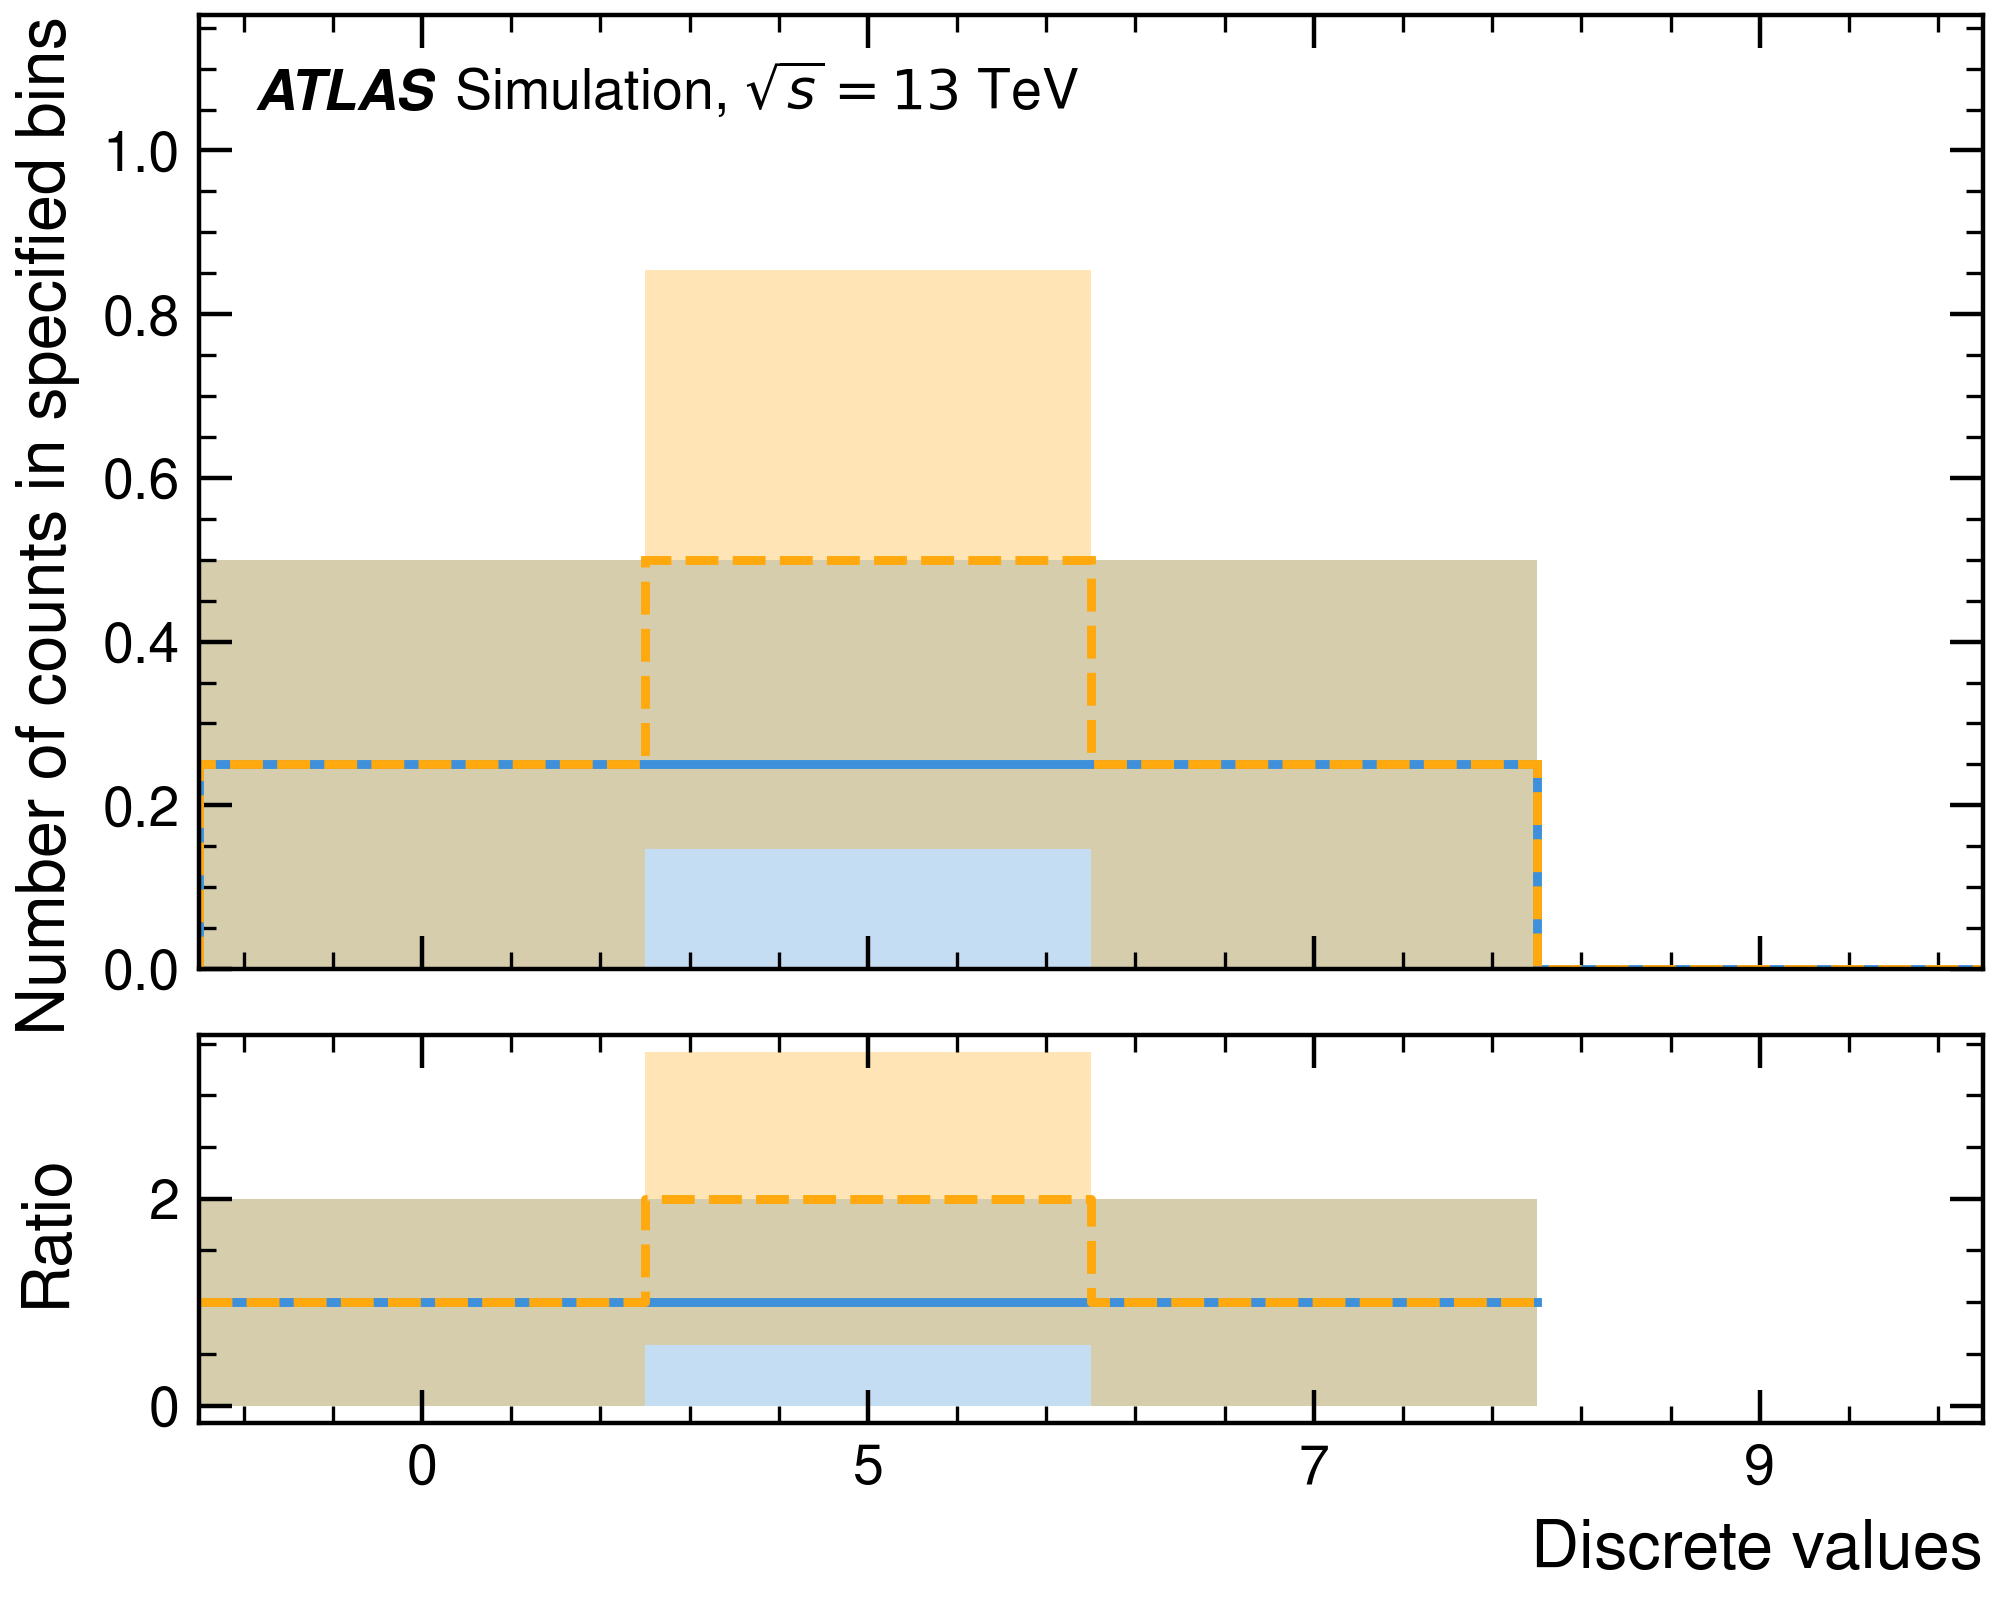 Number of counts in specified bins
ATLAS Simulation, √s = 13 TeV
1.0
0.8
0.6
0.4
0.2
0.0
Ratio
2
0
0 5 7 9
Discrete values